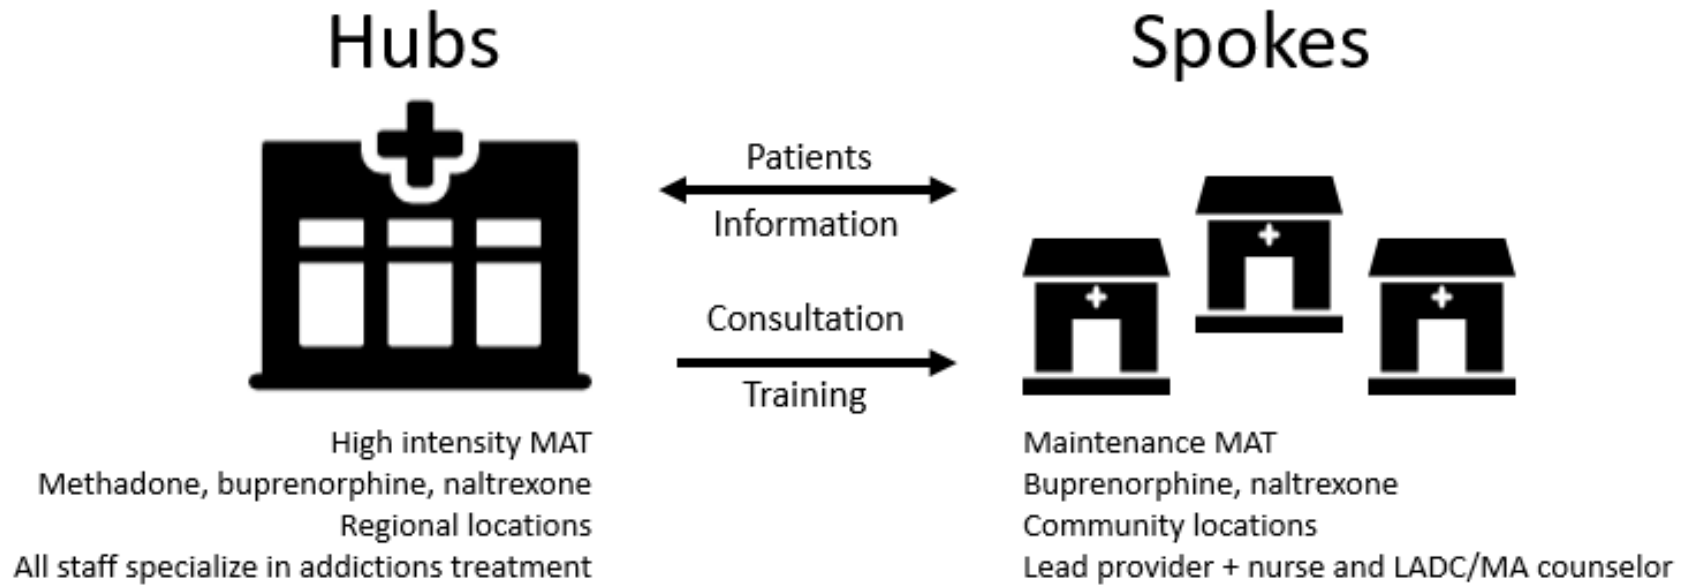 Hubs
Spokes
Patients
Information
Consultation
Training
High intensity MAT
Methadone, buprenorphine, naltrexone
Regional locations
All staff specialize in addictions treatment
Maintenance MAT
Buprenorphine, naltrexone
Community locations
Lead provider + nurse and LADC/MA counselor